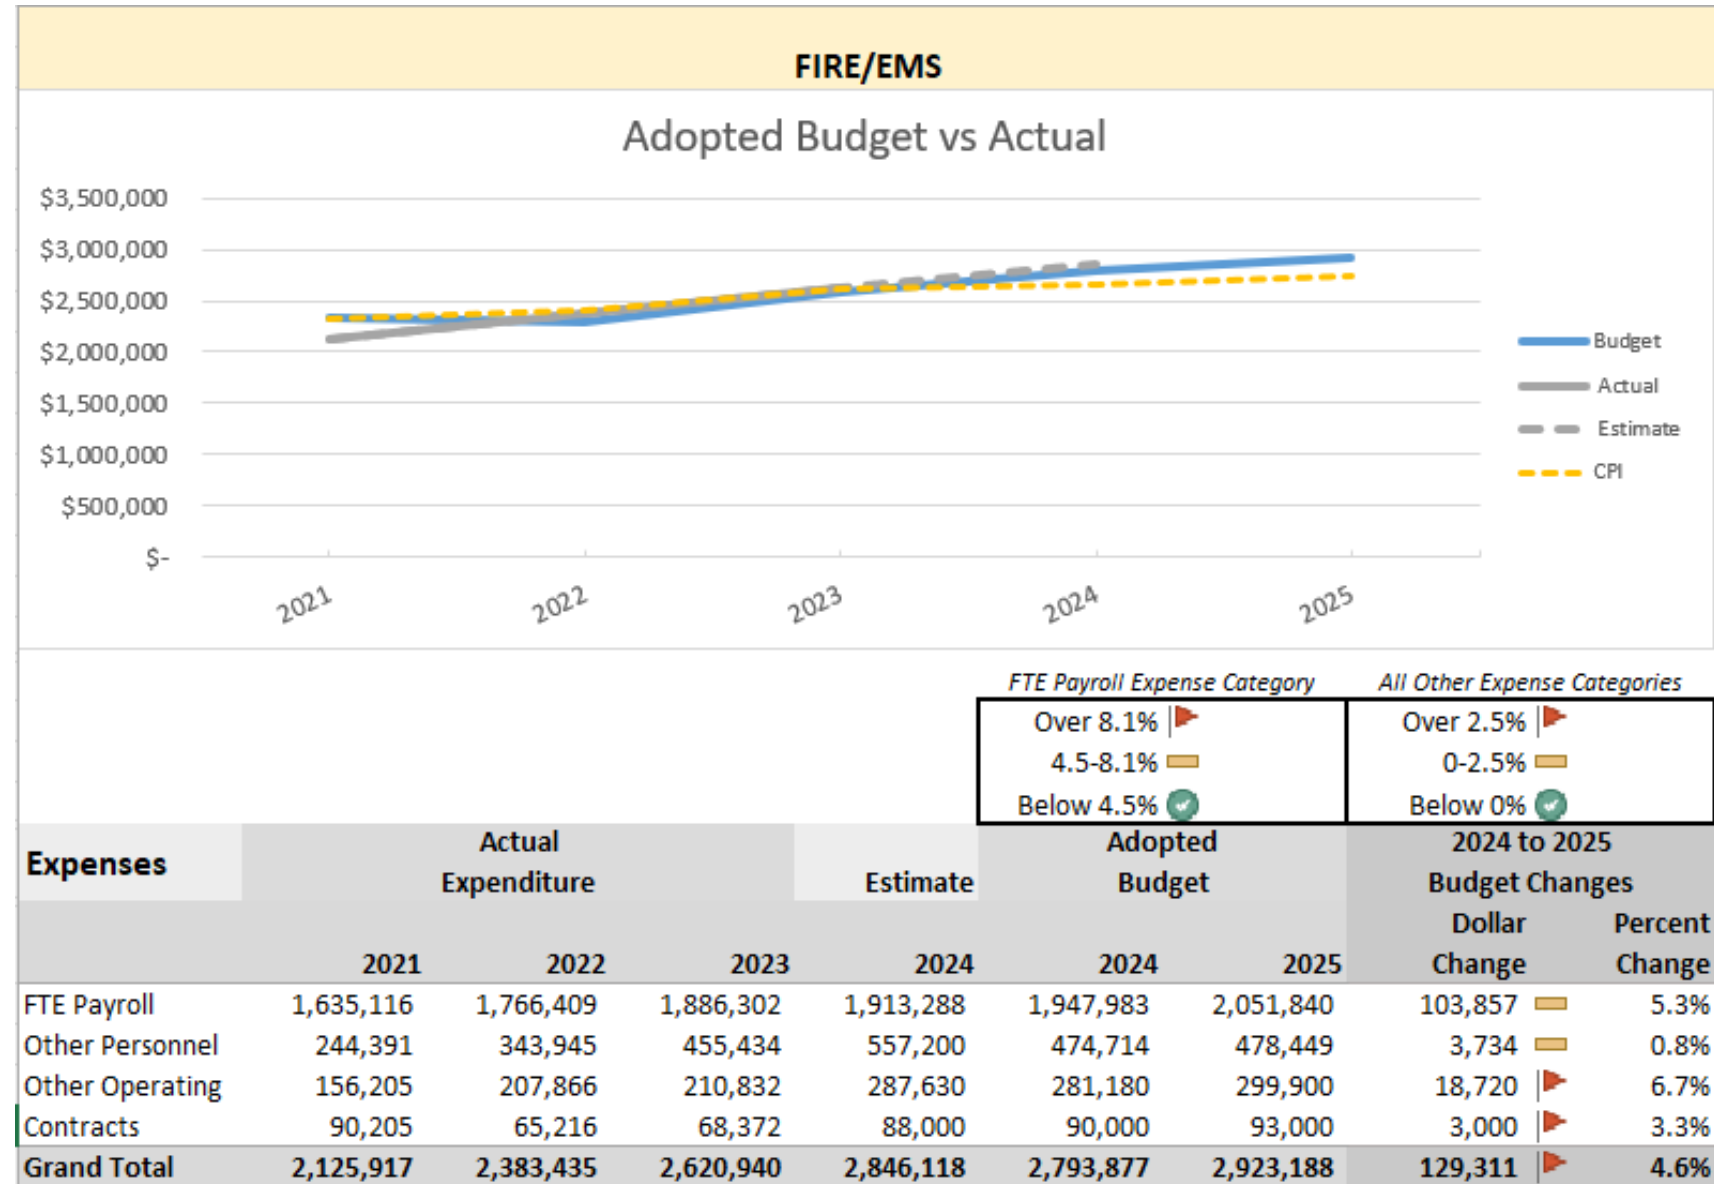 FIRE/EMS
Adopted Budget vs Actual
$3,500,000
$3,000,000
$2,500,000
$2,000,000
$1,500,000
$1,000,000
$500,000
$-
2021 2022 2023 2024 2025
Budget
Actual
Estimate
CPI
FTE Payroll Expense Category All Other Expense Categories
Over 8.1% Over 2.5%
4.5-8.1% 0-2.5%
Below 4.5% Below 0%
Expenses
Actual Adopted 2024 to 2025
Expenditure Estimate Budget Budget Changes
Dollar Percent
2021 2022 2023 2024 2024 2025 Change Change
FTE Payroll 1,635,116 1,766,409 1,886,302 1,913,288 1,947,983 2,051,840 103,857 5.3%
Other Personnel 244,391 343,945 455,434 557,200 474,714 478,449 3,734 0.8%
Other Operating 156,205 207,866 210,832 287,630 281,180 299,900 18,720 6.7%
Contracts 90,205 65,216 68,372 88,000 90,000 93,000 3,000 3.3%
Grand Total 2,125,917 2,383,435 2,620,940 2,846,118 2,793,877 2,923,188 129,311 4.6%